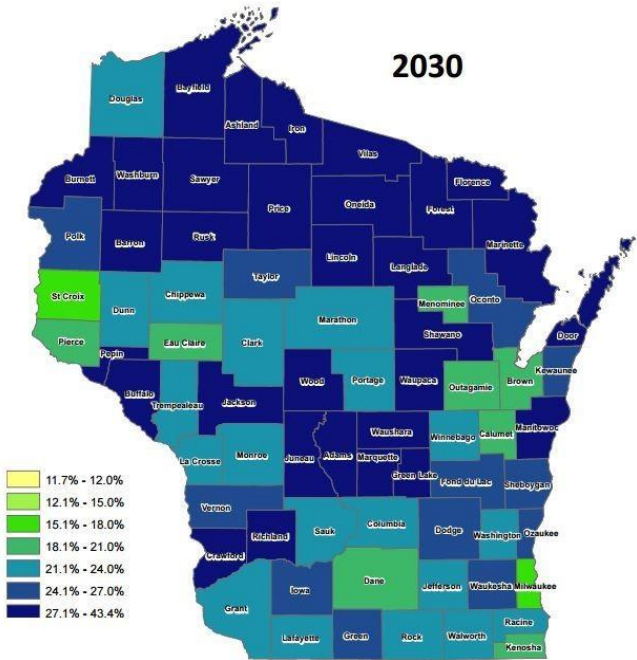 2030
Bayfield
Douglas
Ashland
Iron
Vilas
Burnett
Washburn
Sawyer
Florence
Price
Oneida
Forest
Polk
Barron
Rusk
Lincoln
Langlade
Marinette
Taylor
Oconto
St Croix
Dunn
Chippewa
Menominee
Marathon
Pierce
Eau Claire
Clark
Shawano
Door
Pepin
Kewaunee
Buffalo
Wood
Portage
Waupaca
Outagamie
Brown
Trempealeau
Jackson
Manitowoc
Waushara
Winnebago
Calumet
La Crosse
Monroe
Juneau
Adams
Marquette
Green Lake
Fond du Lac
Sheboygan
Vernon
11.7% - 12.0%
12.1% - 15.0%
15.1% - 18.0%
18.1% - 21.0%
21.1% - 24.0%
24.1% - 27.0%
27.1% - 43.4%
Richland
Sauk
Columbia
Dodge
Washington
Ozaukee
Crawford
Iowa
Dane
Jefferson
Waukesha
Milwaukee
Grant
Lafayette
Green
Rock
Walworth
Racine
Kenosha